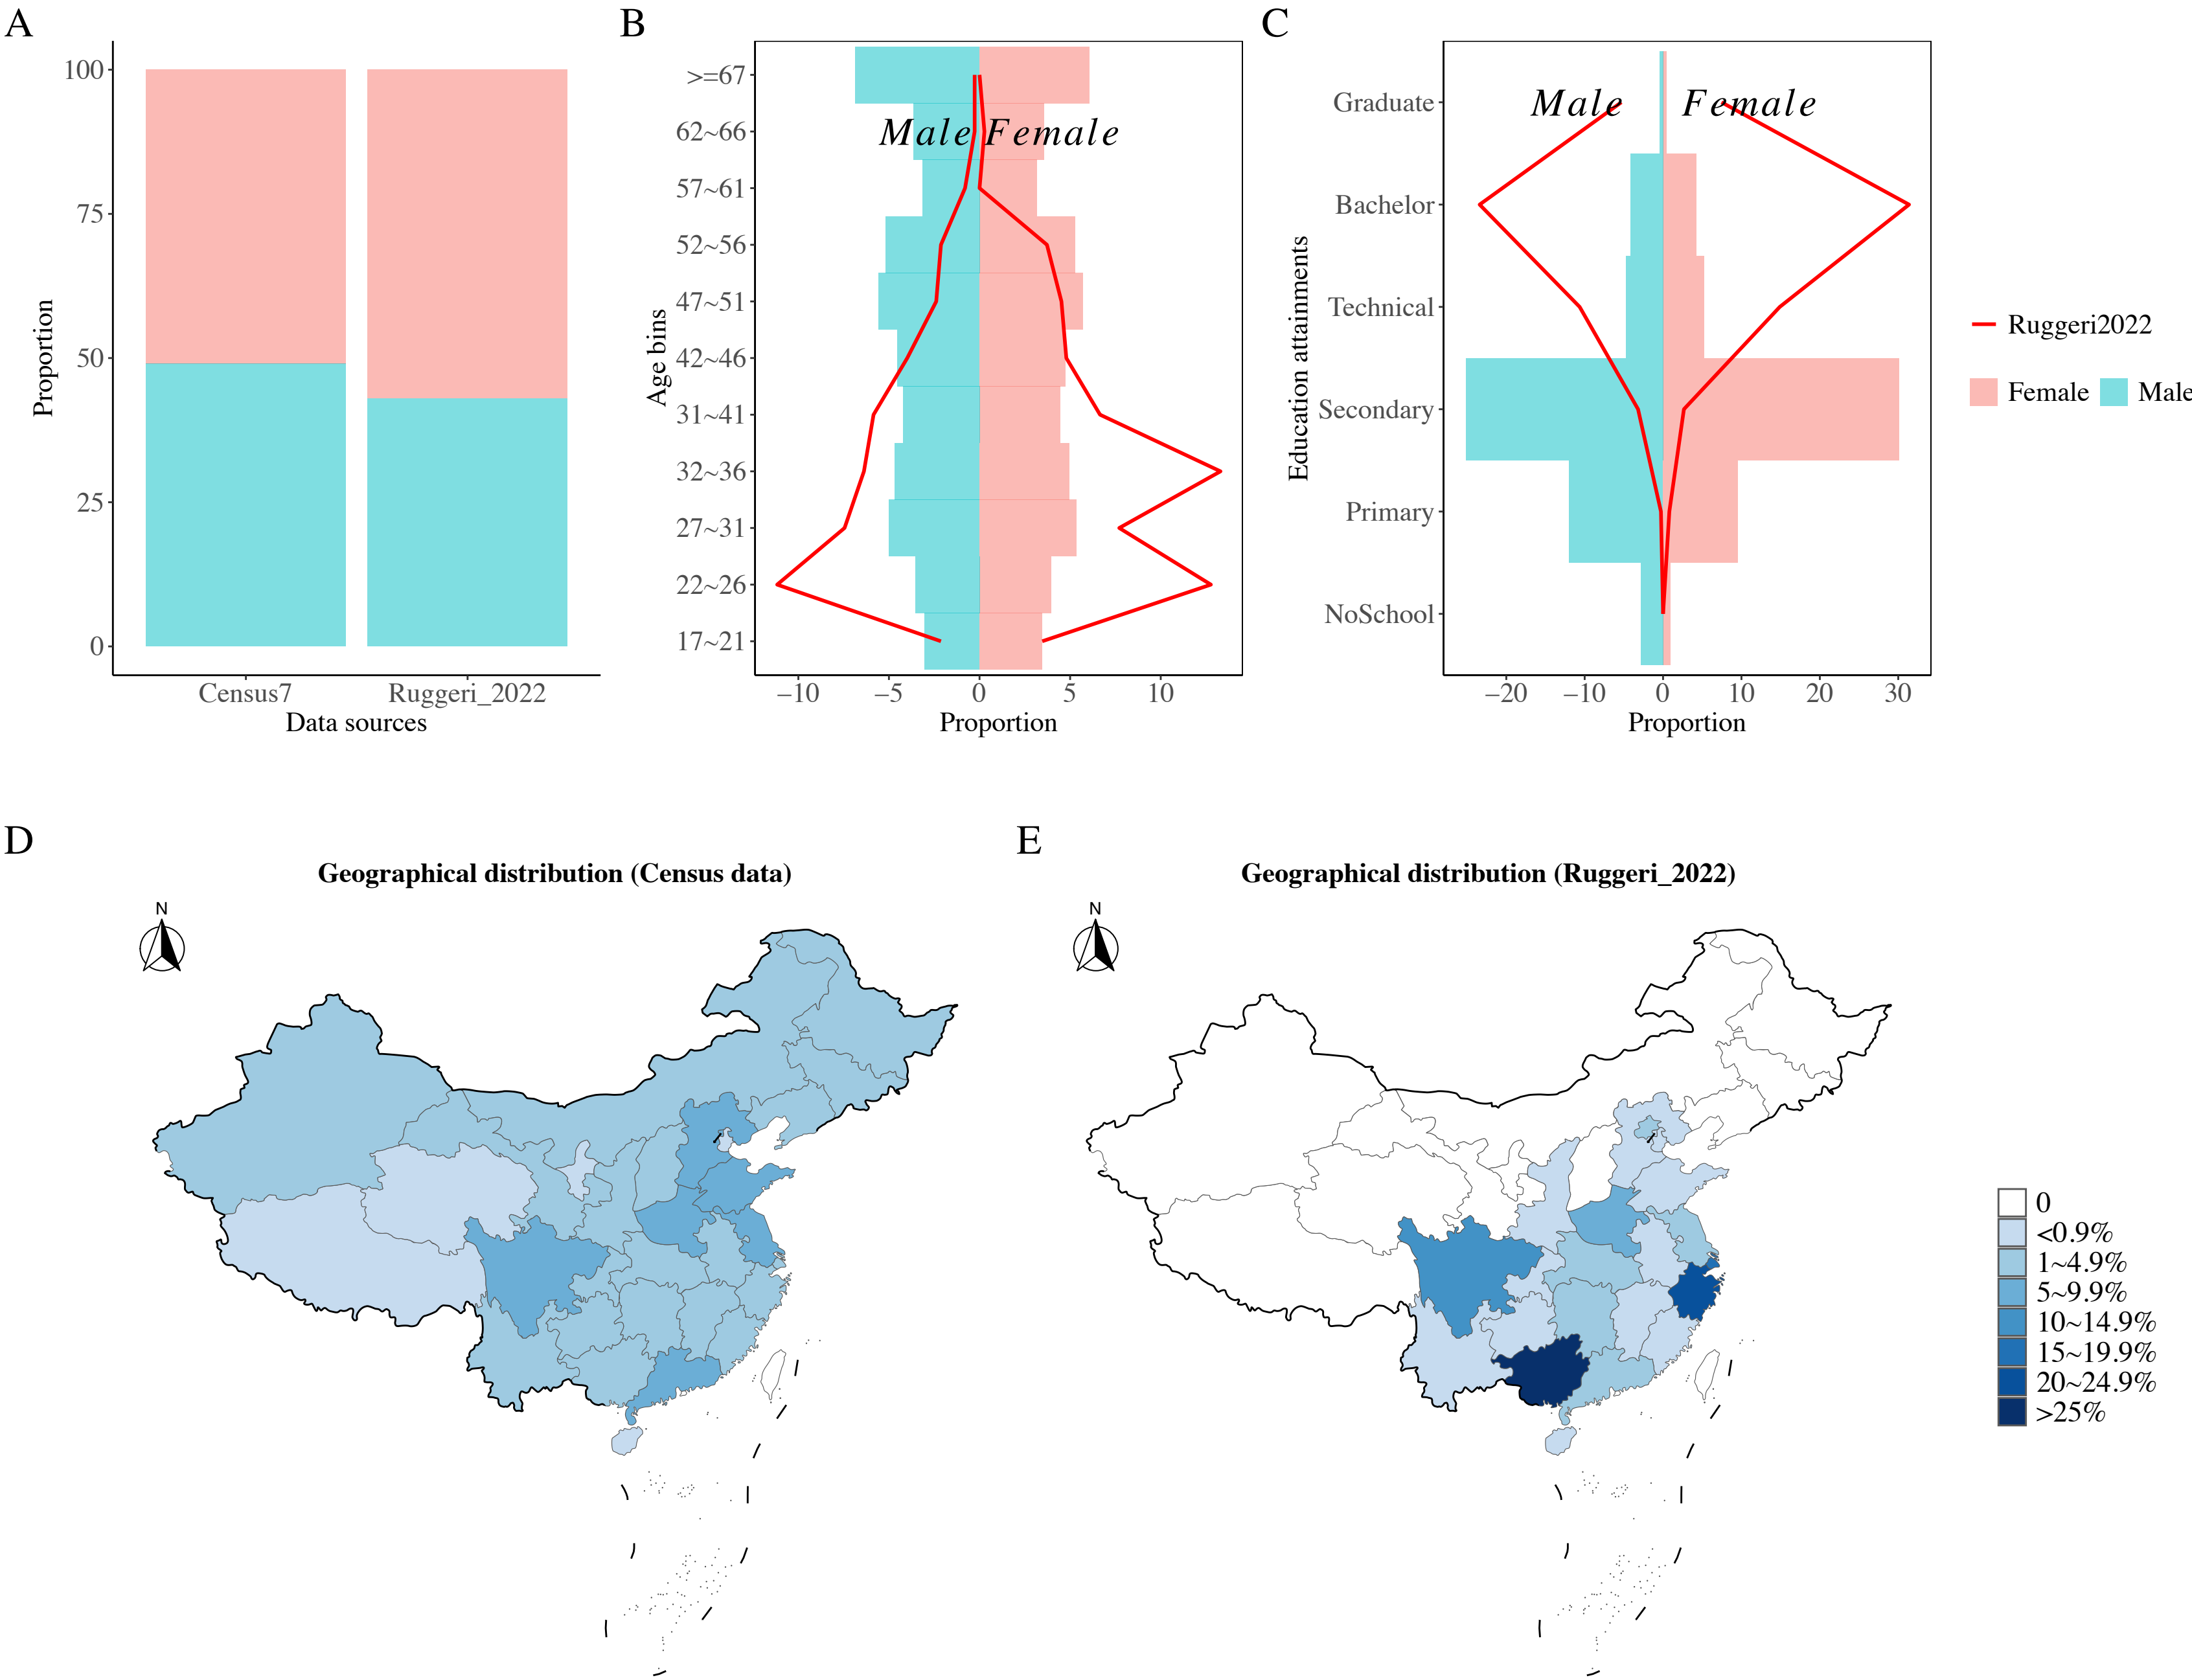 A
B
C
100
75
50
25
0
Proportion
Census7
Ruggeri_2022
Data sources
>=67
62~66
57~61
52~56
47~51
42~46
31~41
32~36
27~31
22~26
17~21
Age bins
Male
Female
−10
−5
0
5
10
Proportion
Graduate
Bachelor
Technical
Secondary
Primary
NoSchool
Education attainments
Male
Female
−20
−10
0
10
20
30
Proportion
Ruggeri2022
Female
Male
D
E
Geographical distribution (Census data)
Geographical distribution (Ruggeri_2022)
N
N
0
<0.9%
1~4.9%
5~9.9%
10~14.9%
15~19.9%
20~24.9%
>25%